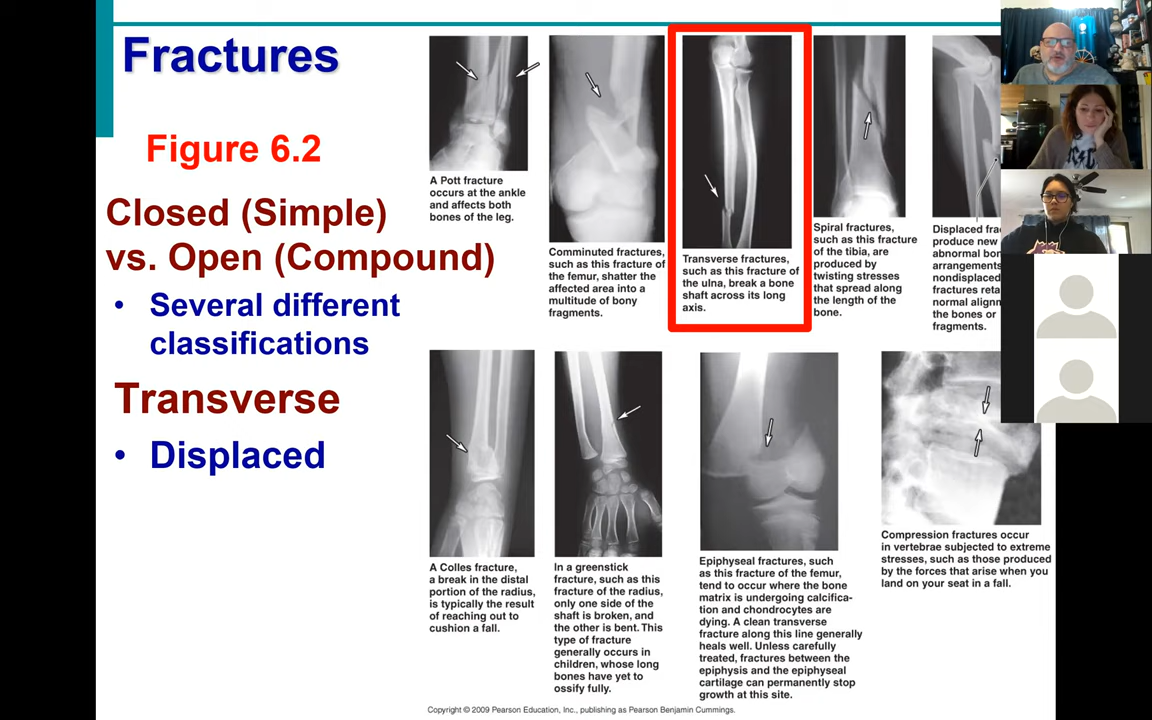 Fractures
Figure 6.2
Closed (Simple)
vs. Open (Compound)
• Several different
classifications
Transverse
• Displaced
A Pott fracture
occurs at the ankle
and affects both
bones of the leg.
Comminuted fractures,
such as this fracture of
the femur, shatter the
affected area into a
multitude of bony
fragments.
Transverse fractures,
such as this fracture of
the ulna, break a bone
shaft across its long
axis.
Spiral fractures,
such as this fracture
of the tibia, are
produced by
twisting stresses
that spread along
the length of the
bone.
Displaced
produce new
abnormal
arrangements
nondisplaced
fractures
normal
the bones or
fragments.
A Colles fracture,
a break in the distal
portion of the radius,
is typically the result
of reaching out to
cushion a fall.
In a greenstick
fracture, such as this
fracture of the radius,
only one side of the
shaft is broken, and
the other is bent. This
type of fracture
generally occurs in
children, whose long
bones have yet to
ossify fully.
Epiphyseal fractures, such
as this fracture of the femur,
tend to occur where the bone
matrix is undergoing calcifica-
tion and chondrocytes are
dying. A clean transverse
fracture along this line generally
heals well. Unless carefully
treated, fractures between the
epiphysis and the epiphyseal
cartilage can permanently stop
growth at this site.
Compression fractures occur
in vertebrae subjected to extreme
stresses, such as those produced
by the forces that arise when you
land on your seat in a fall.
Copyright © 2009 Pearson Education, Inc., publishing as Pearson Benjamin Cummings.